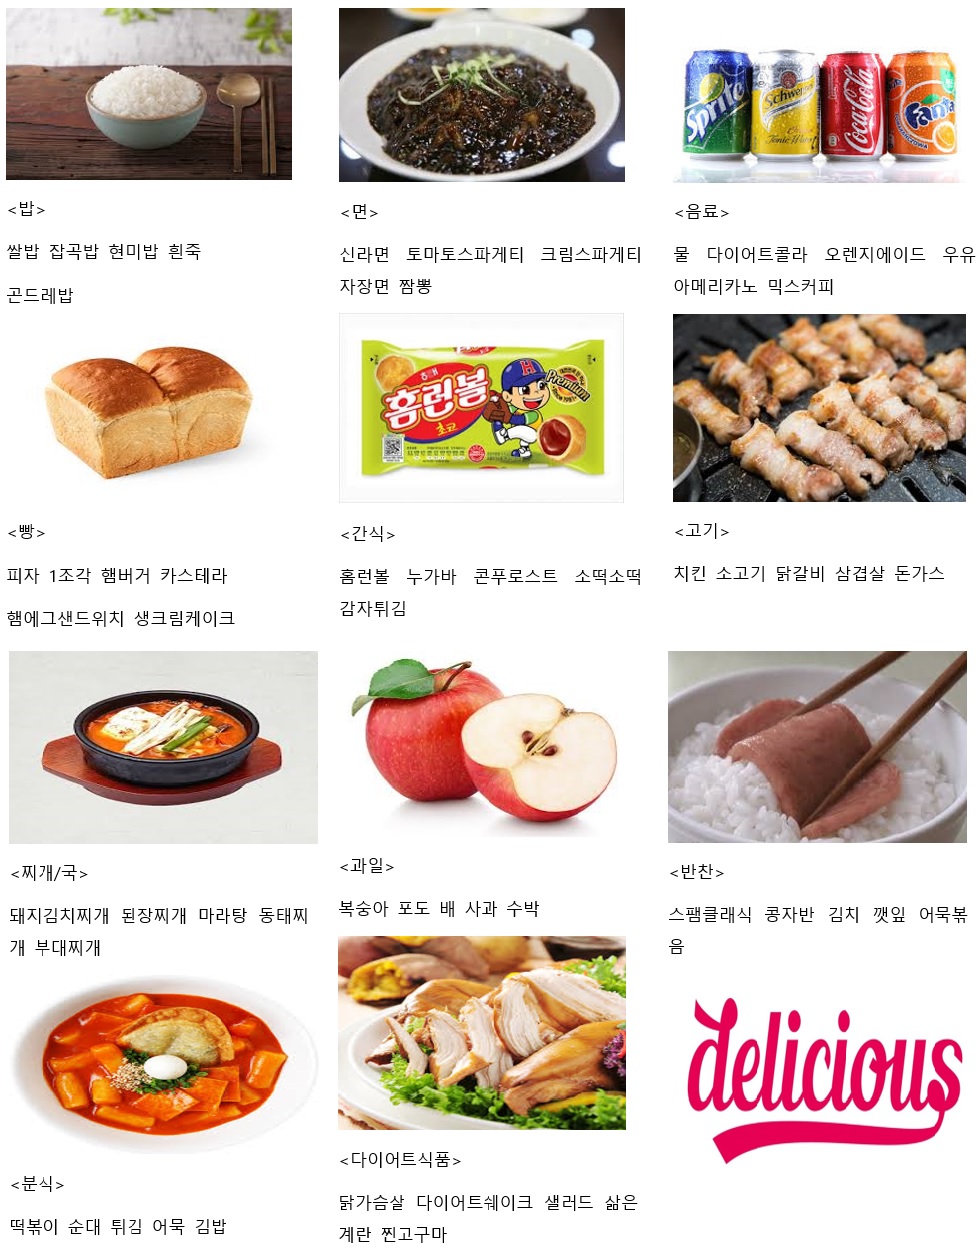 Sprite
Schweppes
Tonic Water
Coca-Cola
Fanta
<밥>
쌀밥 잡곡밥 현미밥 흰죽
곤드레밥
<면>
신라면 토마토스파게티 크림스파게티
자장면 짬뽕
<음료>
물 다이어트콜라 오렌지에이드 우유
아메리카노 믹스커피
해태
홈런볼
초코
H
Premium
<빵>
피자 1조각 햄버거 카스테라
햄에그샌드위치 생크림케이크
<간식>
홈런볼 누가바 콘푸로스트 소떡소떡
감자튀김
<고기>
치킨 소고기 닭갈비 삼겹살 돈가스
<찌개/국>
돼지김치찌개 된장찌개 마라탕 동태찌
개 부대찌개
<과일>
복숭아 포도 배 사과 수박
<반찬>
스팸클래식 콩자반 김치 깻잎 어묵볶
음
<분식>
떡볶이 순대 튀김 어묵 김밥
<다이어트식품>
닭가슴살 다이어트쉐이크 샐러드 삶은
계란 찐고구마
delicious